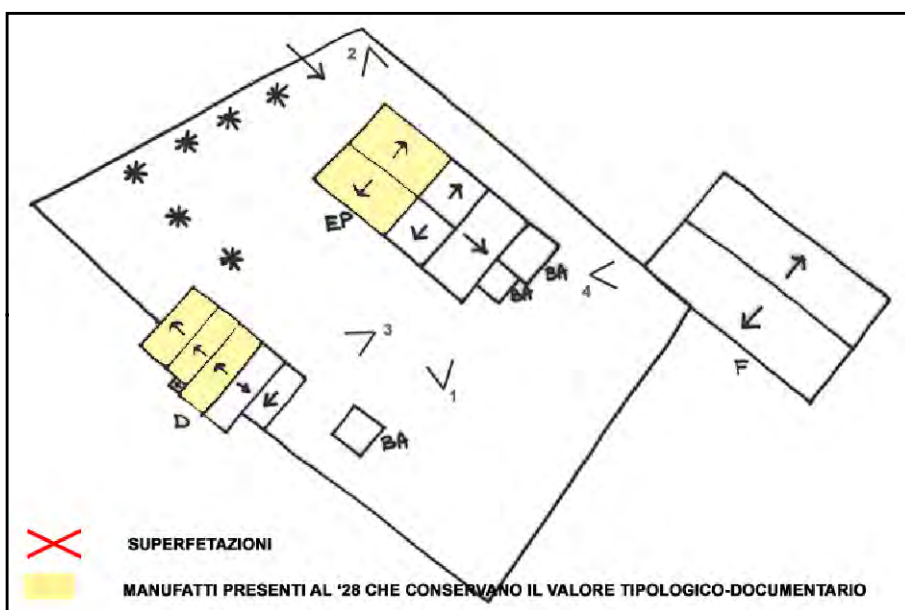 2
EP
BA
BA
4
3
1
F
D
BA
SUPERFETAZIONI
MANUFATTI PRESENTI AL '28 CHE CONSERVANO IL VALORE TIPOLOGICO-DOCUMENTARIO